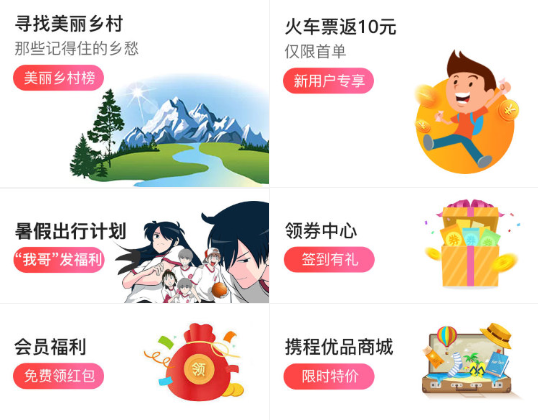 寻找美丽乡村
那些记得住的乡愁
美丽乡村榜
火车票返10元
仅限首单
新用户专享
暑假出行计划
“我哥”发福利
领券中心
签到有礼
会员福利
免费领红包
领
携程优品商城
限时特价